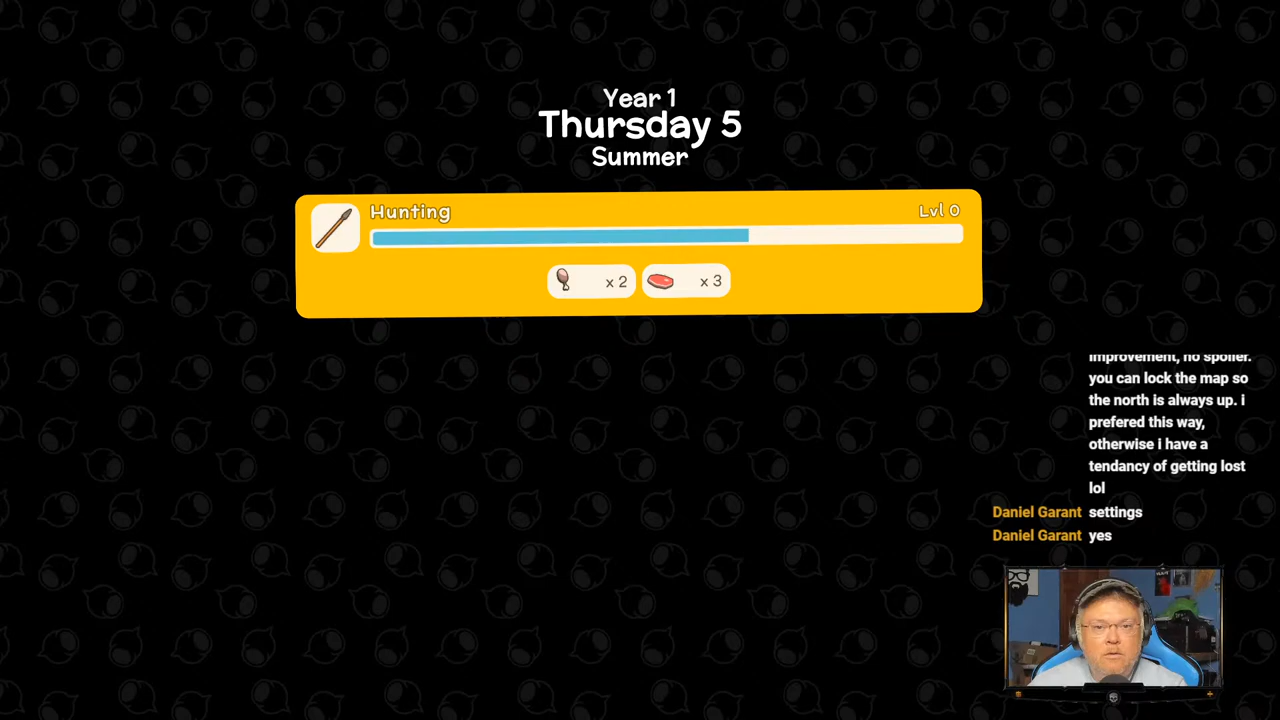 Year 1
Thursday 5
Summer
Hunting
Lvl 0
x 2
x 3
improvement, no spoiler.
you can lock the map so
the north is always up. i
prefered this way,
otherwise i have a
tendancy of getting lost
lol
Daniel Garant settings
Daniel Garant yes